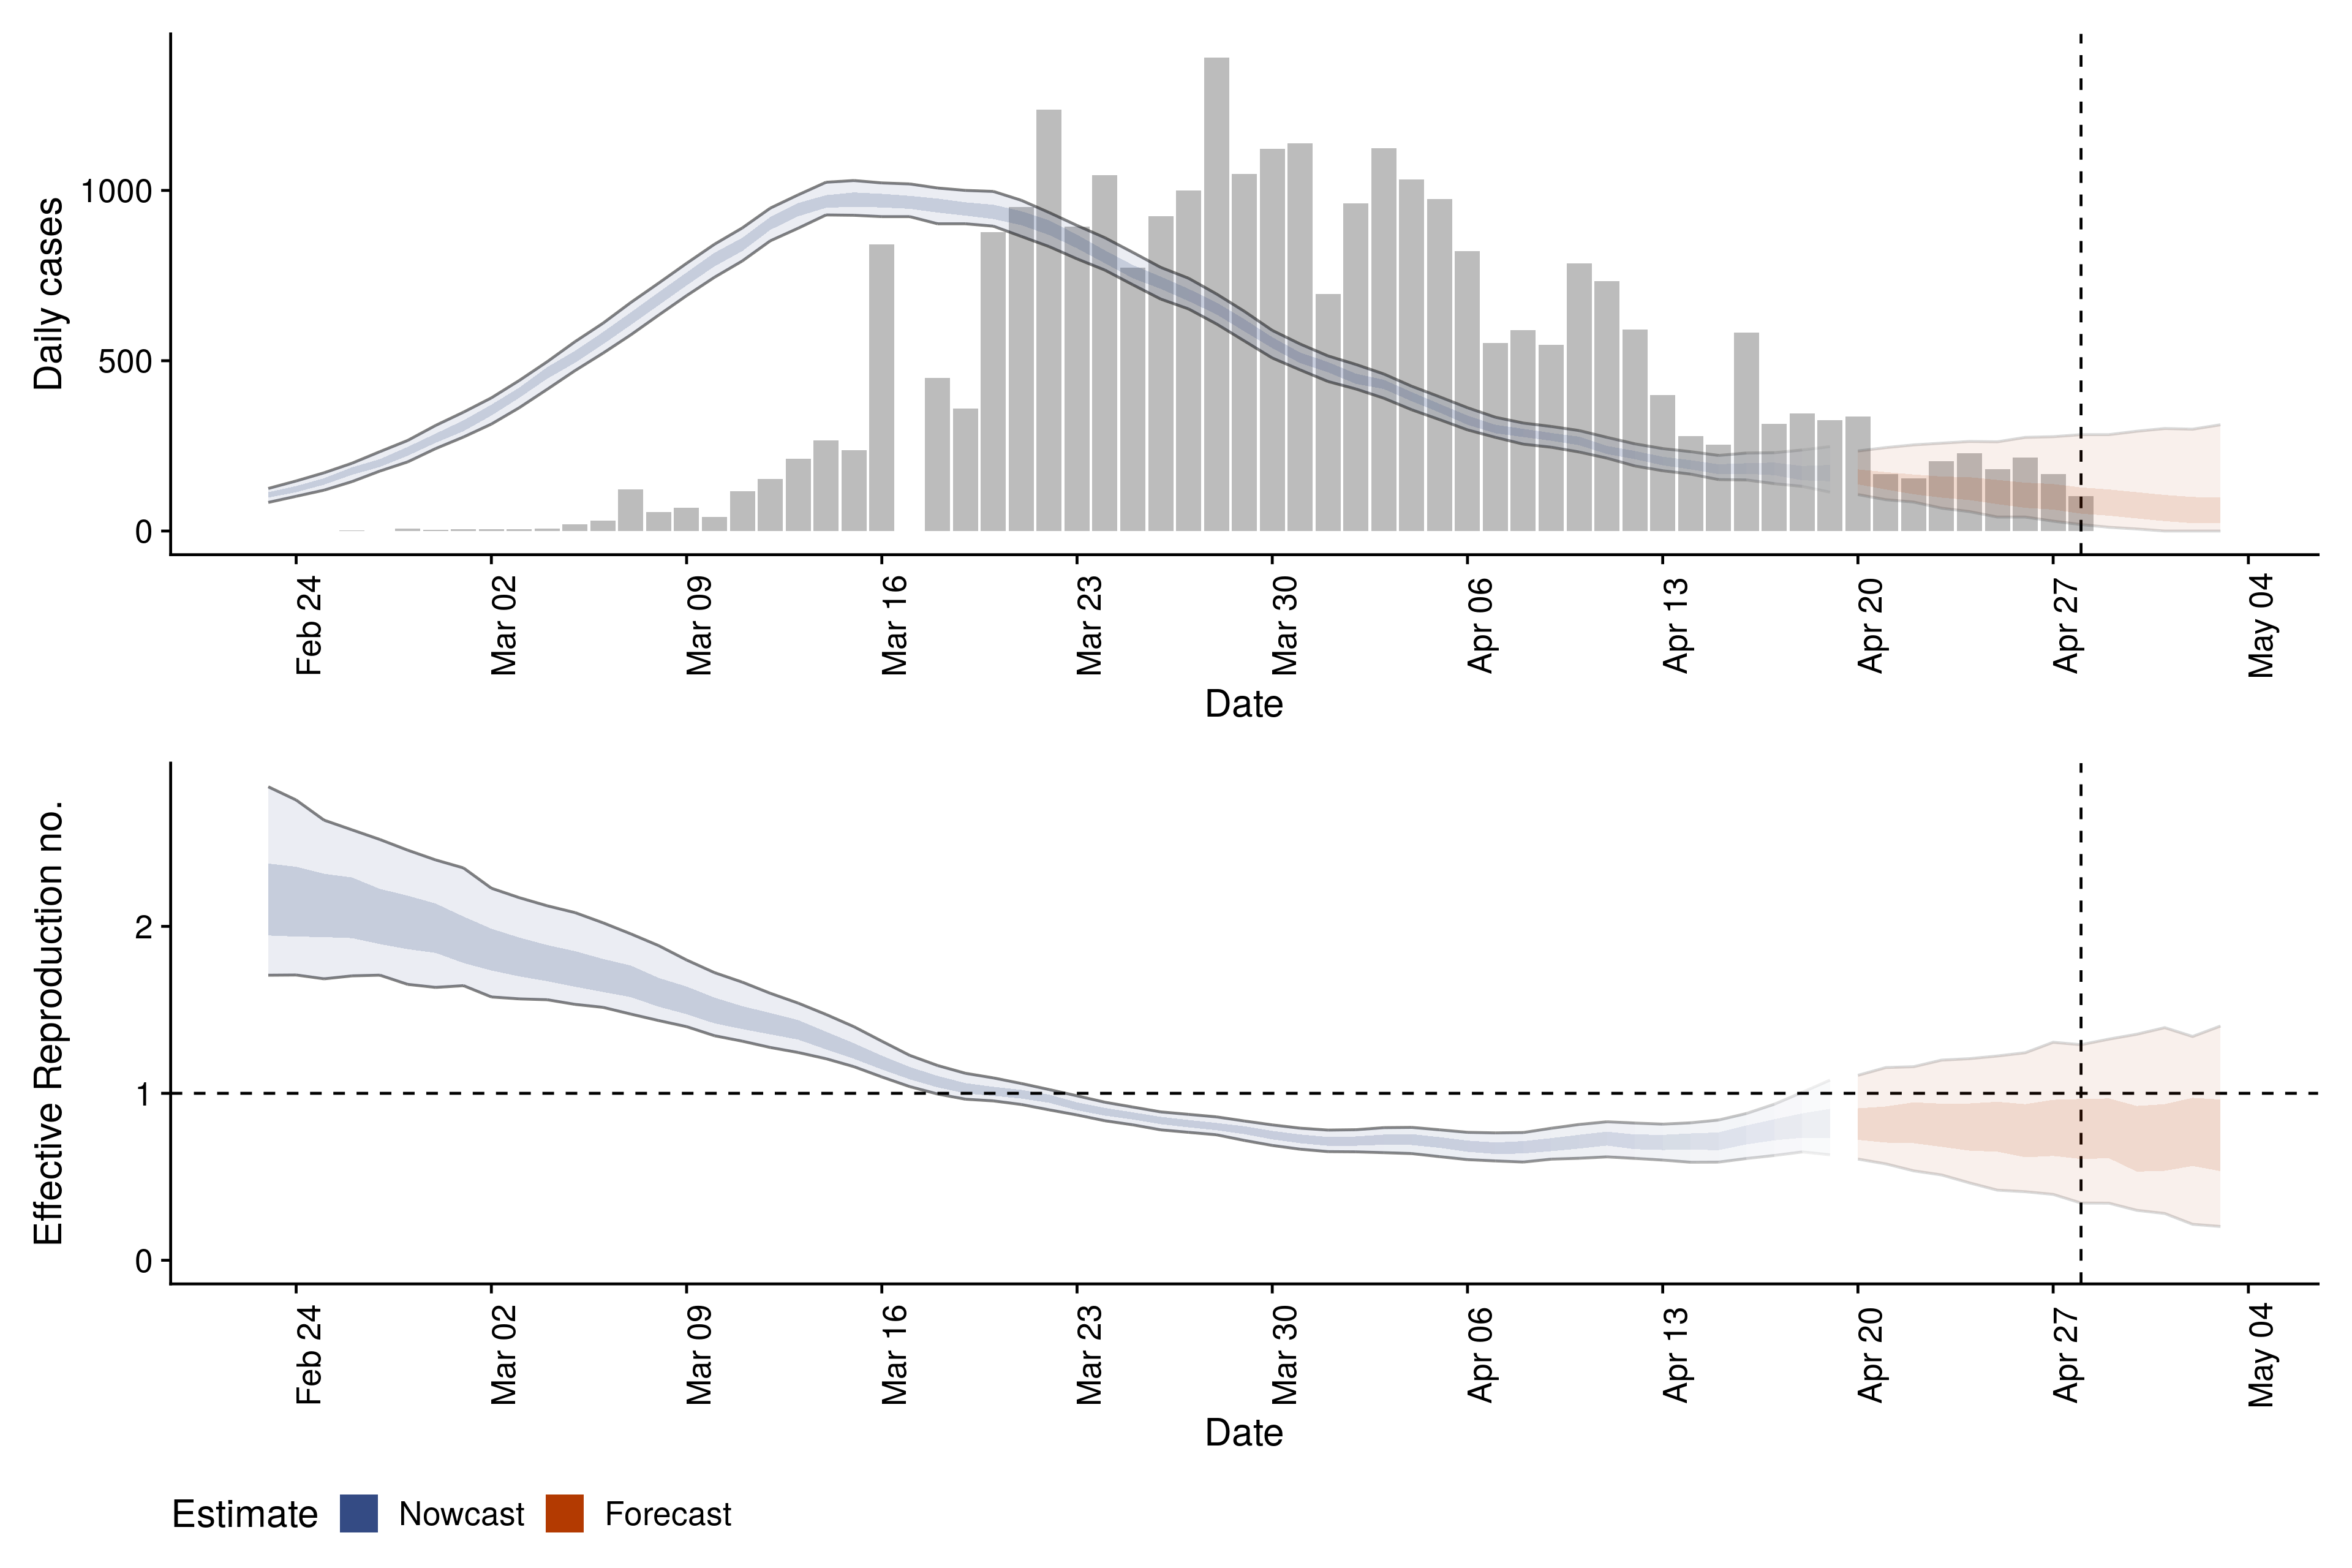 Daily cases
1000
500
0
Feb 24
Mar 02
Mar 09
Mar 16
Mar 23
Mar 30
Apr 06
Apr 13
Apr 20
Apr 27
May 04
Date
Effective Reproduction no.
2
1
0
Feb 24
Mar 02
Mar 09
Mar 16
Mar 23
Mar 30
Apr 06
Apr 13
Apr 20
Apr 27
May 04
Date
Estimate Nowcast Forecast